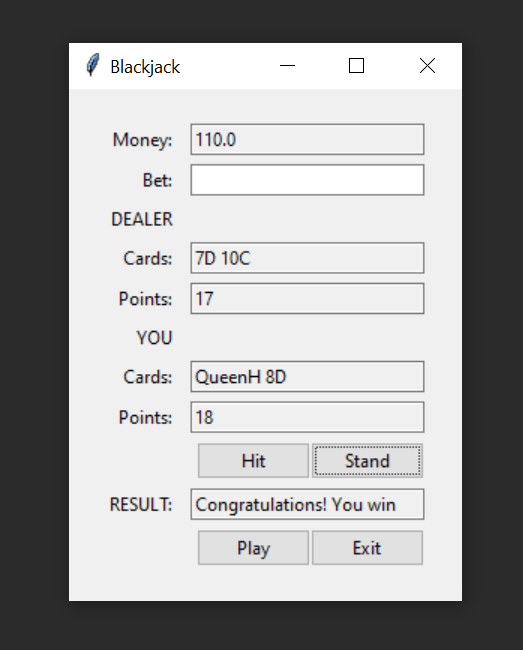 Blackjack
Money: 110.0
Bet:
DEALER
Cards: 7D 10C
Points: 17
YOU
Cards: QueenH 8D
Points: 18
Hit Stand
RESULT: Congratulations! You win
Play Exit